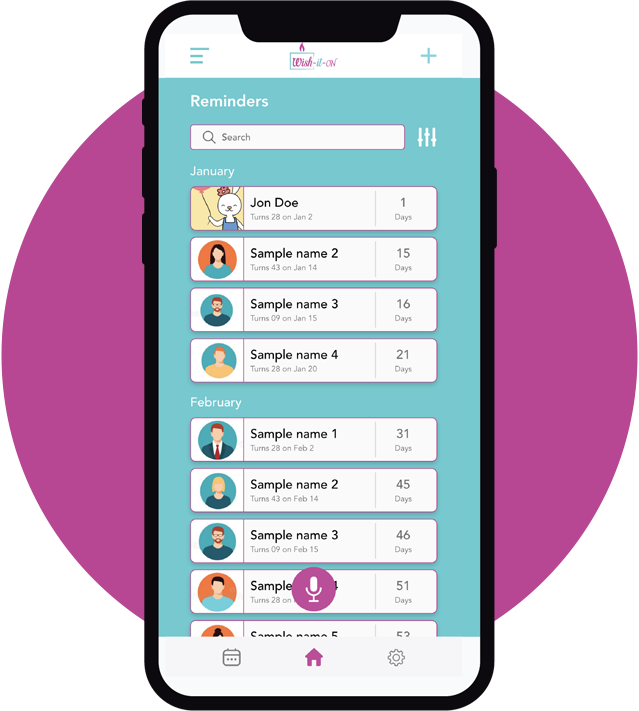 Wish-it-ON
Reminders
Search
January
Jon Doe
Turns 28 on Jan 2
1
Days
Sample name 2
Turns 43 on Jan 14
15
Days
Sample name 3
Turns 09 on Jan 15
16
Days
Sample name 4
Turns 28 on Jan 20
21
Days
February
Sample name 1
Turns 28 on Feb 2
31
Days
Sample name 2
Turns 43 on Feb 14
45
Days
Sample name 3
Turns 09 on Feb 15
46
Days
4
Turns 28 on
51
Days
Sample name 5
53